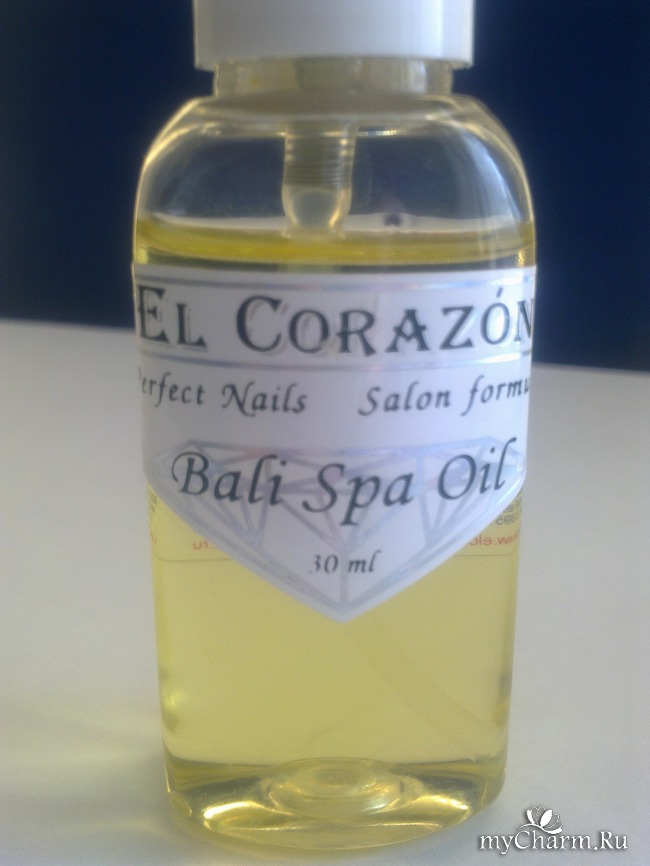 EL CORAZÓN
Perfect Nails Salon formu
Bali Spa Oil
30 ml
myCharm.Ru